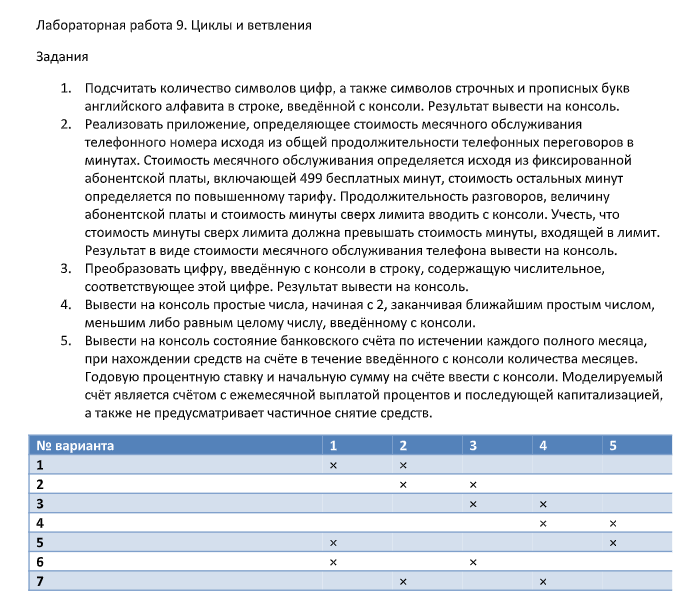 Лабораторная работа 9. Циклы и ветвления
Задания
1. Подсчитать количество символов цифр, а также символов строчных и прописных букв
английского алфавита в строке, введённой с консоли. Результат вывести на консоль.
2. Реализовать приложение, определяющее стоимость месячного обслуживания
телефонного номера исходя из общей продолжительности телефонных переговоров в
минутах. Стоимость месячного обслуживания определяется исходя из фиксированной
абонентской платы, включающей 499 бесплатных минут, стоимость остальных минут
определяется по повышенному тарифу. Продолжительность разговоров, величину
абонентской платы и стоимость минуты сверх лимита вводить с консоли. Учесть, что
стоимость минуты сверх лимита должна превышать стоимость минуты, входящей в лимит.
Результат в виде стоимости месячного обслуживания телефона вывести на консоль.
3. Преобразовать цифру, введённую с консоли в строку, содержащую числительное,
соответствующее этой цифре. Результат вывести на консоль.
4. Вывести на консоль простые числа, начиная с 2, заканчивая ближайшим простым числом,
меньшим либо равным целому числу, введённому с консоли.
5. Вывести на консоль состояние банковского счёта по истечении каждого полного месяца,
при нахождении средств на счёте в течение введённого с консоли количества месяцев.
Годовую процентную ставку и начальную сумму на счёте ввести с консоли. Моделируемый
счёт является счётом с ежемесячной выплатой процентов и последующей капитализацией,
а также не предусматривает частичное снятие средств.
№ варианта 1 2 3 4 5
1 × ×
2 × ×
3 × ×
4 × ×
5 × ×
6 × ×
7 × ×